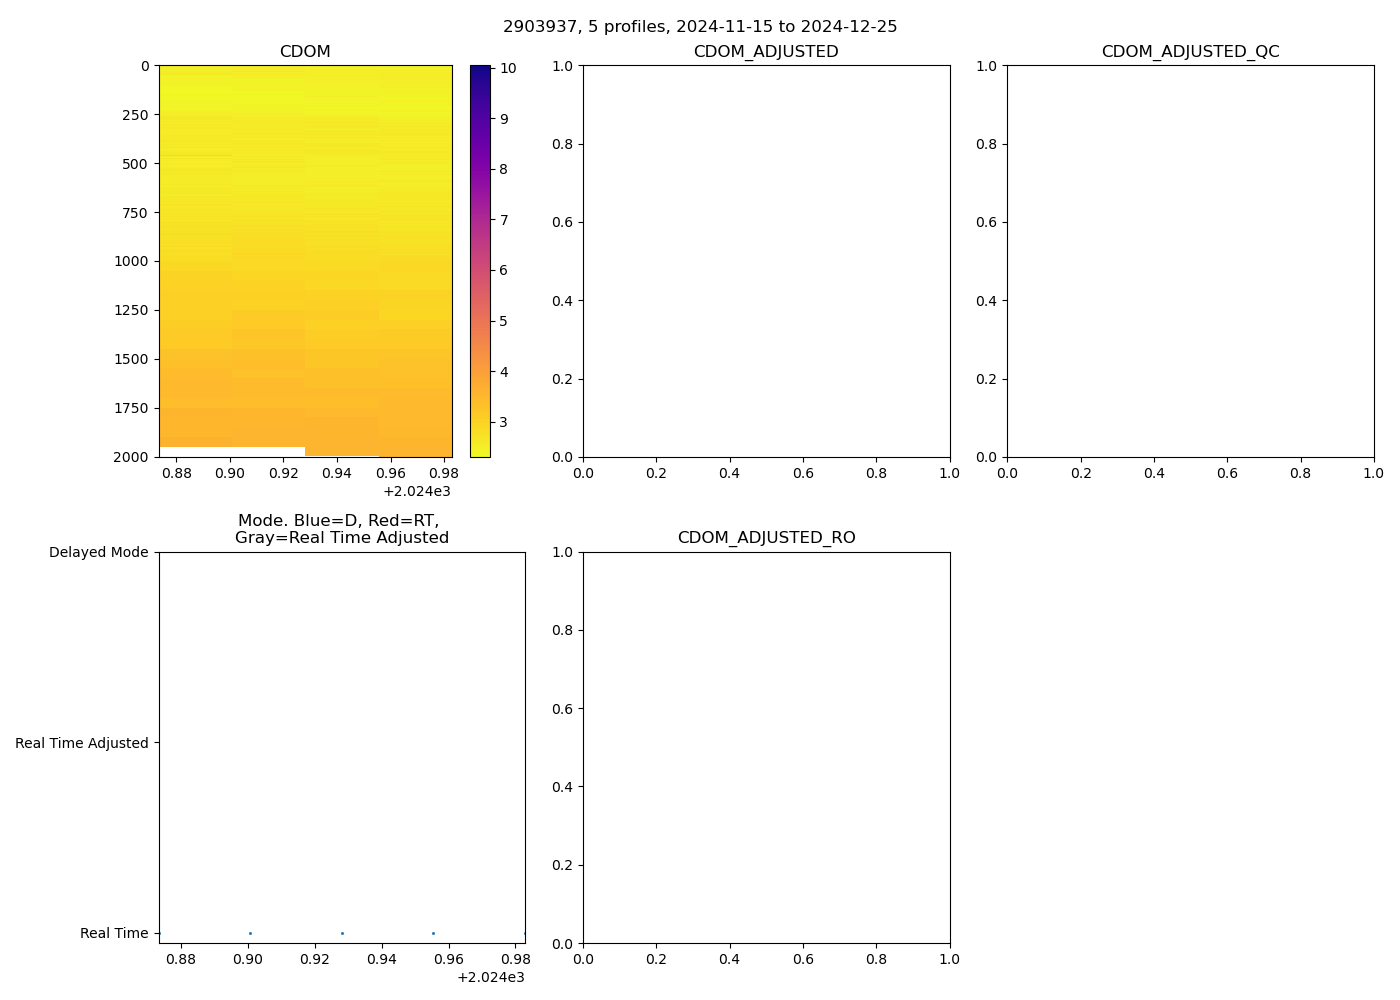 2903937, 5 profiles, 2024-11-15 to 2024-12-25
CDOM
0
250
500
750
1000
1250
1500
1750
2000
0.88 0.90 0.92 0.94 0.96 0.98
+2.024e3
10
9
8
7
6
5
4
3
CDOM_ADJUSTED
1.0
0.8
0.6
0.4
0.2
0.0
0.0 0.2 0.4 0.6 0.8 1.0
CDOM_ADJUSTED_QC
1.0
0.8
0.6
0.4
0.2
0.0
0.0 0.2 0.4 0.6 0.8 1.0
Mode. Blue=D, Red=RT,
Gray=Real Time Adjusted
Delayed Mode
Real Time Adjusted
Real Time
0.88 0.90 0.92 0.94 0.96 0.98
+2.024e3
CDOM_ADJUSTED_RO
1.0
0.8
0.6
0.4
0.2
0.0
0.0 0.2 0.4 0.6 0.8 1.0